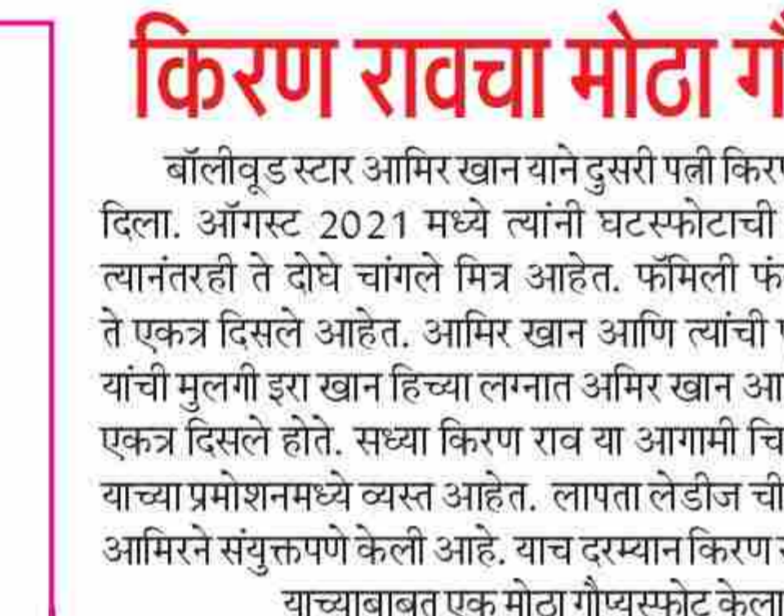 किरण रावचा मोठा
बॉलीवूड स्टार आमिर खान याने दुसरी पत्नी
दिला. ऑगस्ट 2021 मध्ये त्यांनी घटस्फोटाची
त्यानंतरही ते दोघे चांगले मित्र आहेत. फॅमिली
ते एकत्र दिसले आहेत. आमिर खान आणि त्यांची
यांची मुलगी इरा खान हिच्या लग्नात अमिर खान
एकत्र दिसले होते. सध्या किरण राव या आगामी
याच्या प्रमोशनमध्ये व्यस्त आहेत. लापता लेडीज
आमिरने संयुक्तपणे केली आहे. याच दरम्यान किरण
याच्याबाबत एक मोठा गौप्यस्फोट